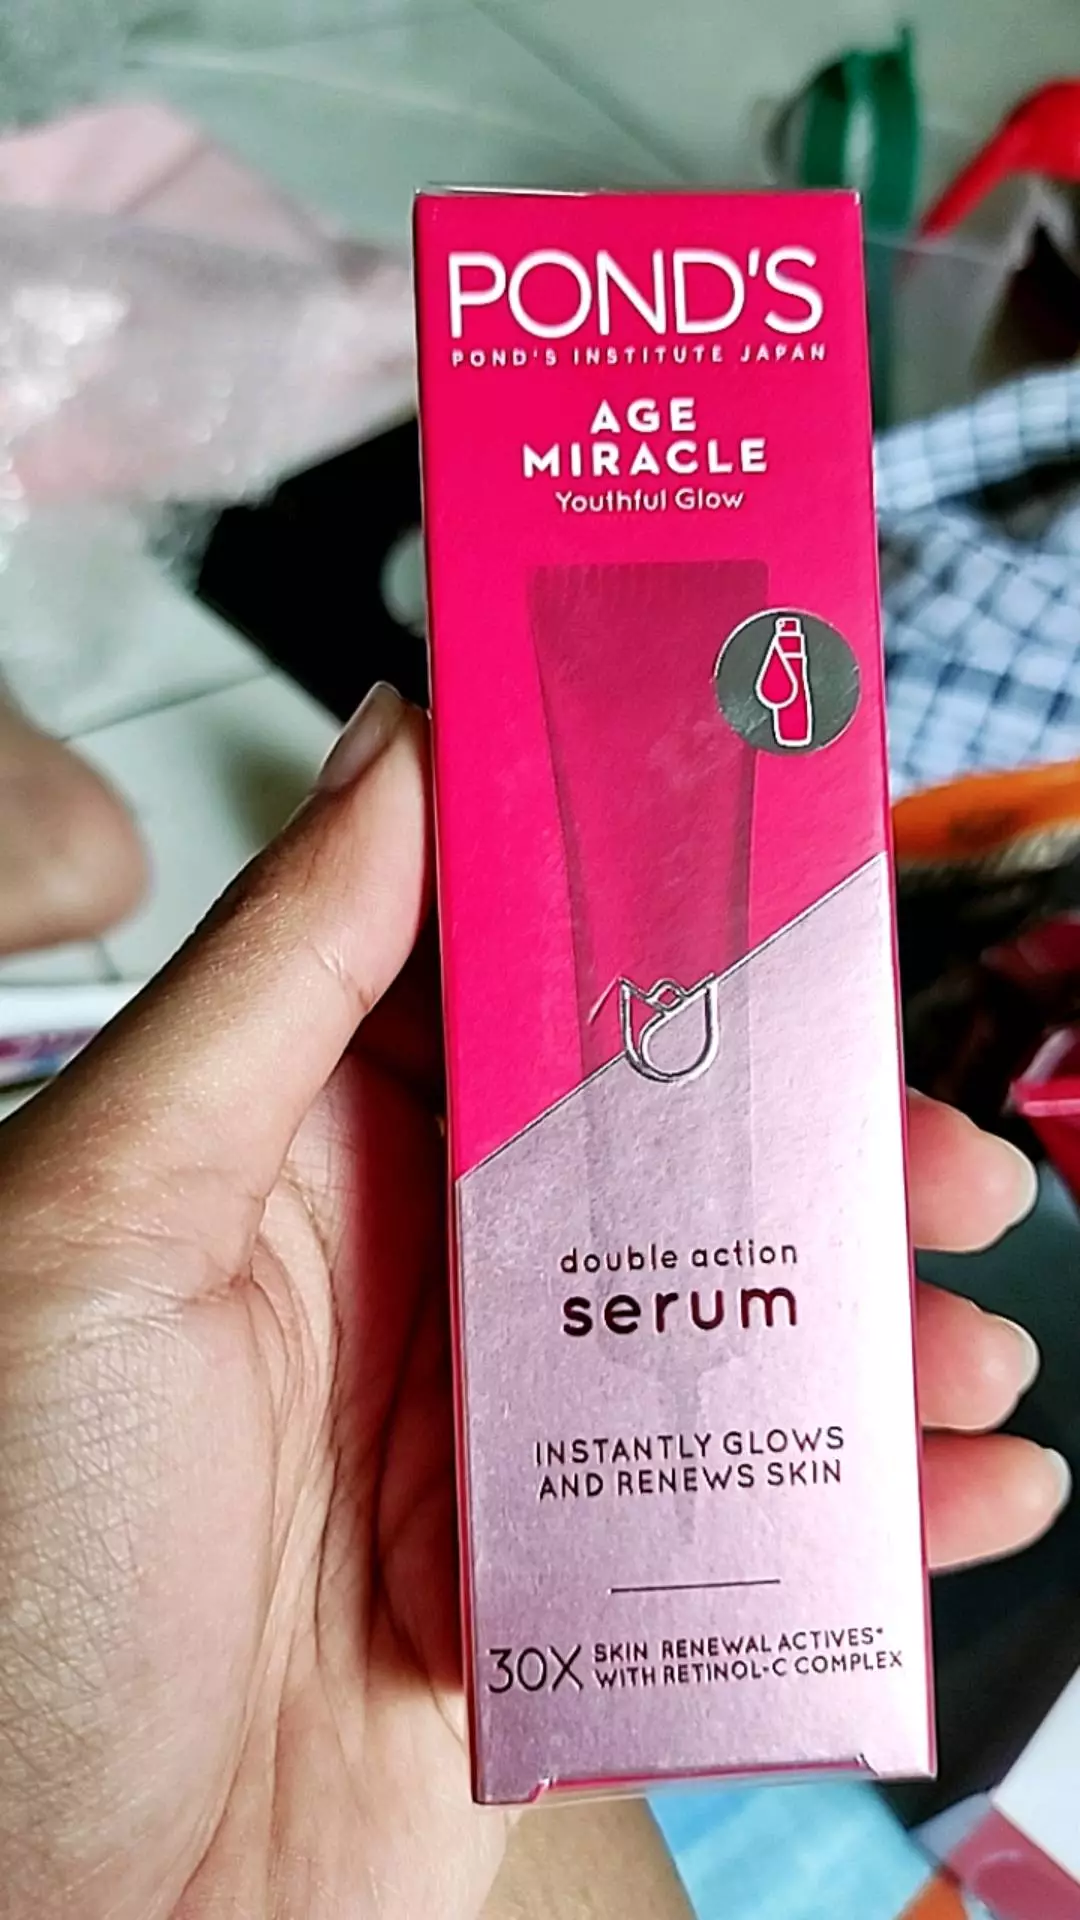 POND'S
POND'S INSTITUTE JAPAN
AGE
MIRACLE
Youthful Glow
double action
serum
INSTANTLY GLOWS
AND RENEWS SKIN
30X SKIN RENEWAL ACTIVES*
WITH RETINOL-C COMPLEX